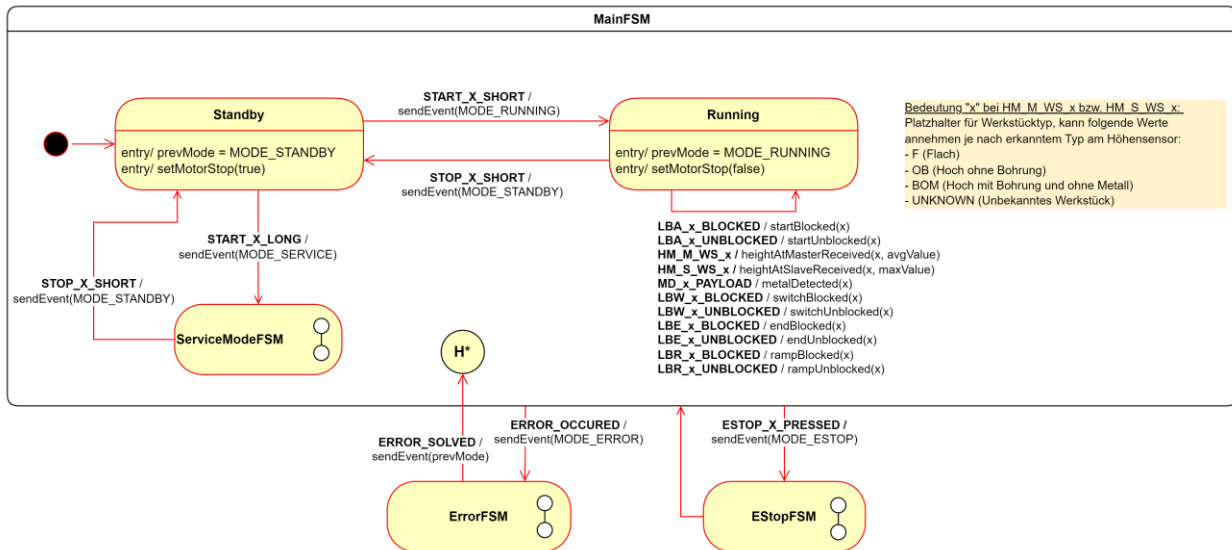 MainFSM
Standby
entry/ prevMode = MODE_STANDBY
entry/ setMotorStop(true)
START_X_SHORT /
sendEvent(MODE_RUNNING)
STOP_X_SHORT /
sendEvent(MODE_STANDBY)
Running
entry/ prevMode = MODE_RUNNING
entry/ setMotorStop(false)
Bedeutung "x" bei HM_M_WS_x bzw. HM_S_WS_x:
Platzhalter für Werkstücktyp, kann folgende Werte
annehmen je nach erkanntem Typ am Höhensensor:
- F (Flach)
- OB (Hoch ohne Bohrung)
- BOM (Hoch mit Bohrung und ohne Metall)
- UNKNOWN (Unbekanntes Werkstück)
START_X_LONG /
sendEvent(MODE_SERVICE)
STOP_X_SHORT /
sendEvent(MODE_STANDBY)
ServiceModeFSM
LBA_x_BLOCKED / startBlocked(x)
LBA_x_UNBLOCKED / startUnblocked(x)
HM_M_WS_x / heightAtMasterReceived(x, avgValue)
HM_S_WS_x / heightAtSlaveReceived(x, maxValue)
MD_x_PAYLOAD / metalDetected(x)
LBW_x_BLOCKED / switchBlocked(x)
LBW_x_UNBLOCKED / switchUnblocked(x)
LBE_x_BLOCKED / endBlocked(x)
LBE_x_UNBLOCKED / endUnblocked(x)
LBR_x_BLOCKED / rampBlocked(x)
LBR_x_UNBLOCKED / rampUnblocked(x)
H*
ERROR_SOLVED /
sendEvent(prevMode)
ERROR_OCCURED /
sendEvent(MODE_ERROR)
ESTOP_X_PRESSED /
sendEvent(MODE_ESTOP)
ErrorFSM
EStopFSM